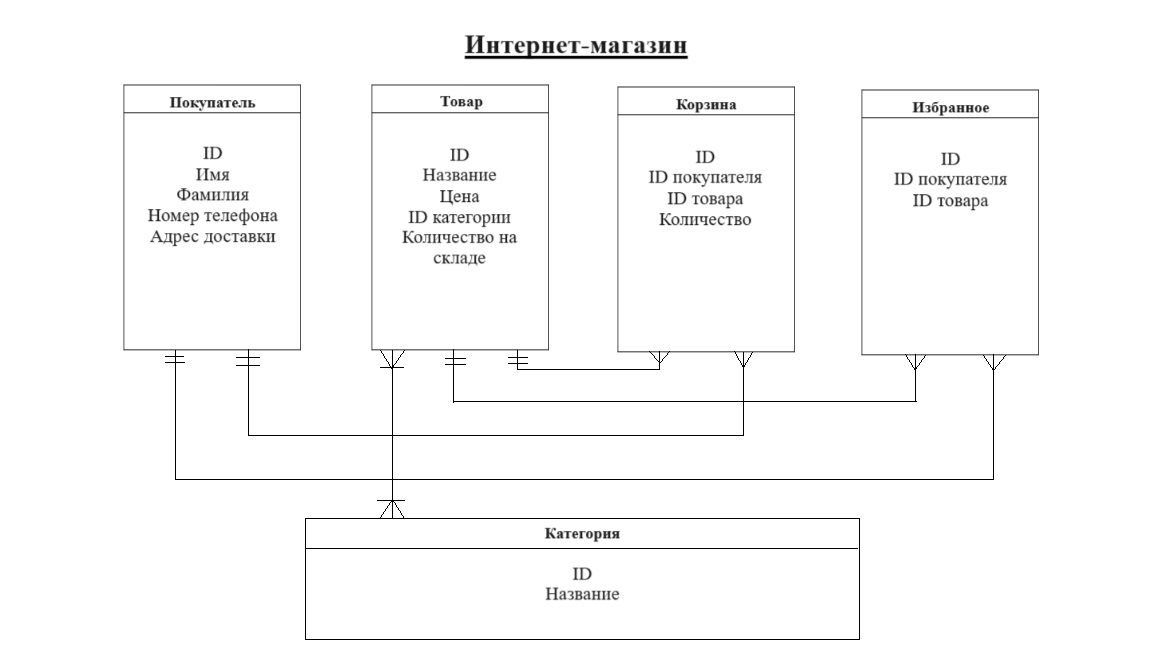 Интернет-магазин
Покупатель
ID
Имя
Фамилия
Номер телефона
Адрес доставки
Товар
ID
Название
Цена
ID категории
Количество на
складе
Корзина
ID
ID покупателя
ID товара
Количество
Избранное
ID
ID покупателя
ID товара
Категория
ID
Название